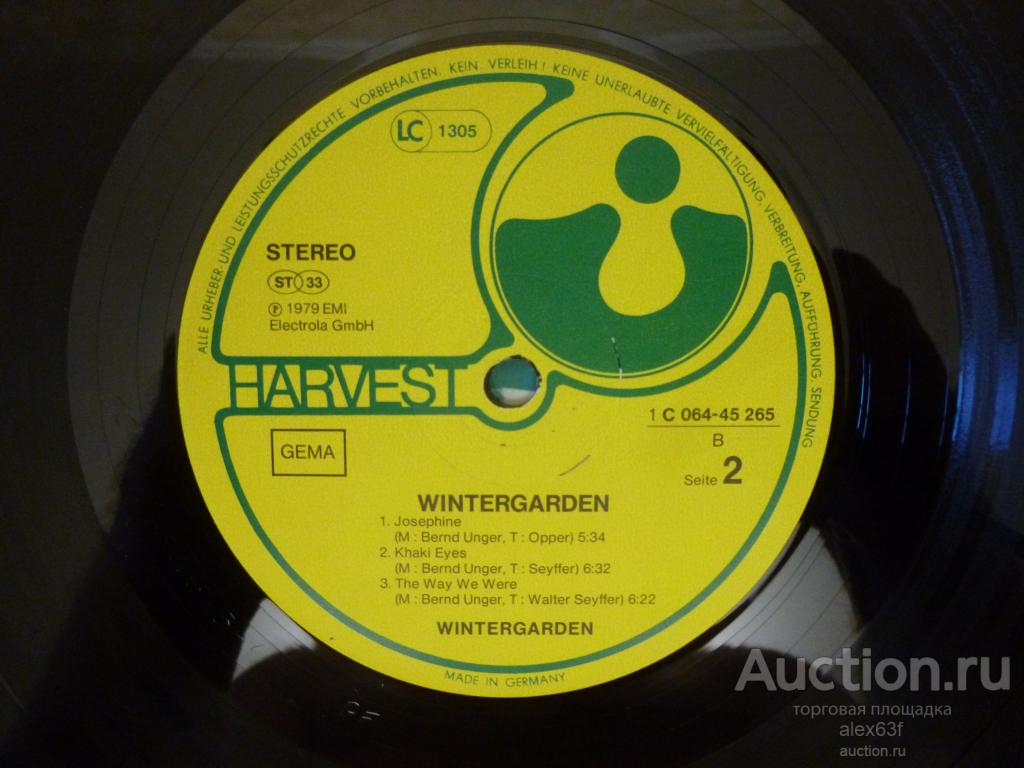 ALLE URHEBER- UND LEISTUNGSSCHUTZRECHTE VORBEHALTEN. KEIN VERLEIH! KEINE UNERLAUBTE VERVIELFÄLTIGUNG, VERBREITUNG, AUFFÜHRUNG SENDUNG
LC 1305
STEREO
ST 33
℗ 1979 EMI
Electrola GmbH
HARVEST
1 C 064-45 265
B
Seite 2
GEMA
WINTERGARDEN
1. Josephine
(M : Bernd Unger, T : Opper) 5:34
2. Khaki Eyes
(M : Bernd Unger, T : Seyffer) 6:32
3. The Way We Were
(M : Bernd Unger, T : Walter Seyffer) 6:22
WINTERGARDEN
MADE IN GERMANY
Auction.ru
торговая площадка
alex63f
auction.ru